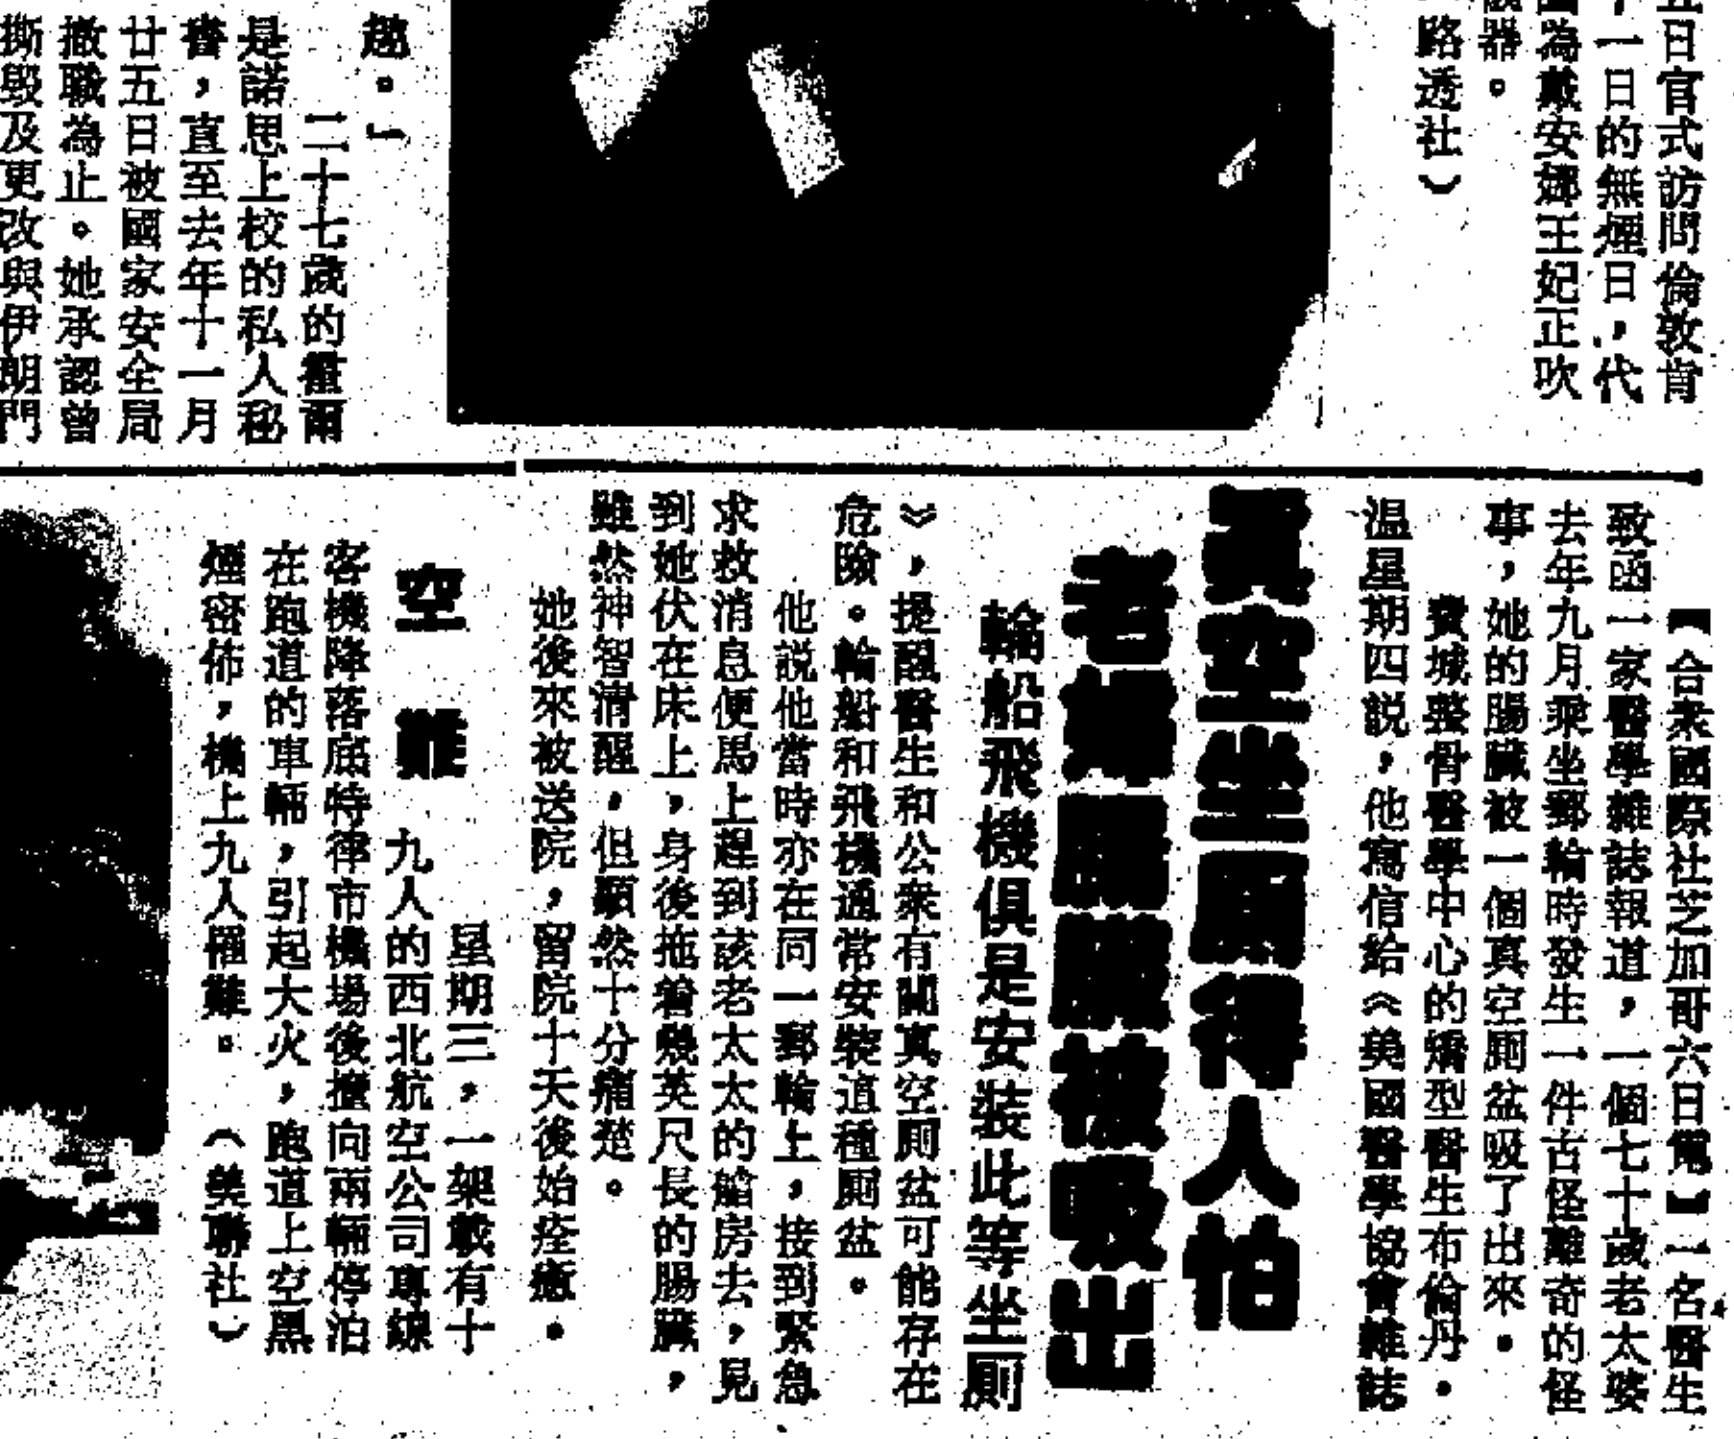 五日官式訪問倫敦肯
十一日的無煙日，代
圖為戴安娜王妃正吹
儀器。
路透社）
趣。」
二十七歲的霍爾
是諾思上校的私人秘
書，直至去年十一月
廿五日被國家安全局
撤職為止。她承認曾
撕毀及更改與伊朗門
真空坐厠得人怕
老婦腸臟被吸出
輪船飛機俱是安裝此等坐厠
【合衆國際社芝加哥六日電】一名醫生
致函一家醫學雜誌報道，一個七十歲老太婆
去年九月乘坐郵輪時發生一件古怪離奇的怪
事，她的腸臟被一個真空厠盆吸了出來。
費城整骨醫學中心的矯型醫生布倫丹．
温星期四説，他寫信給《美國醫學協會雜誌
》，提醒醫生和公衆有關真空厠盆可能存在
危險。輪船和飛機通常安裝這種厠盆。
他説他當時亦在同一郵輪上，接到緊急
求救消息便馬上趕到該老太太的艙房去，見
到她伏在床上，身後拖着幾英尺長的腸臟，
雖然神智清醒，但顯然十分痛楚。
她後來被送院，留院十天後始痊癒。
空難
星期三，一架載有十
九人的西北航空公司專線
客機降落底特律市機場後撞向兩輛停泊
在跑道的車輛，引起大火，跑道上空黑
煙密佈，機上九人罹難。（美聯社）